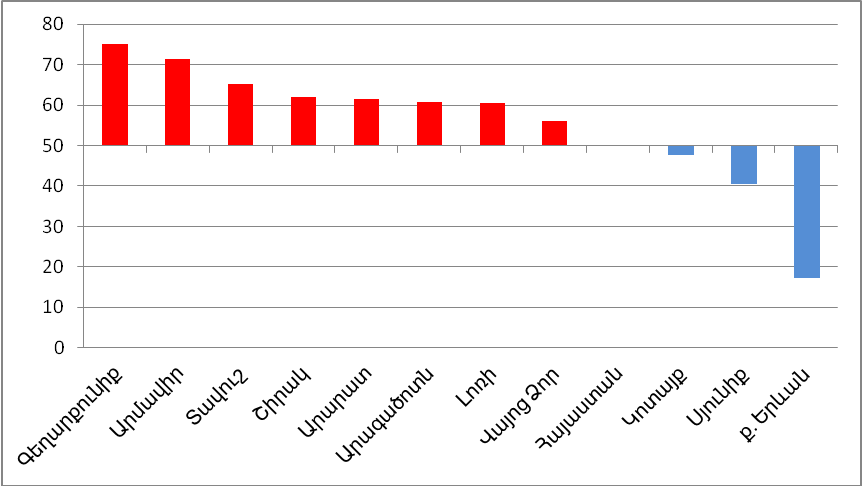 80
70
60
50
40
30
20
10
0
Գեղարքունիք
Արմավիր
Տավուշ
Շիրակ
Արարատ
Արագածոտն
Լոռի
Վայոց Ձոր
Հայաստան
Կոտայք
Սյունիք
ք. Երևան